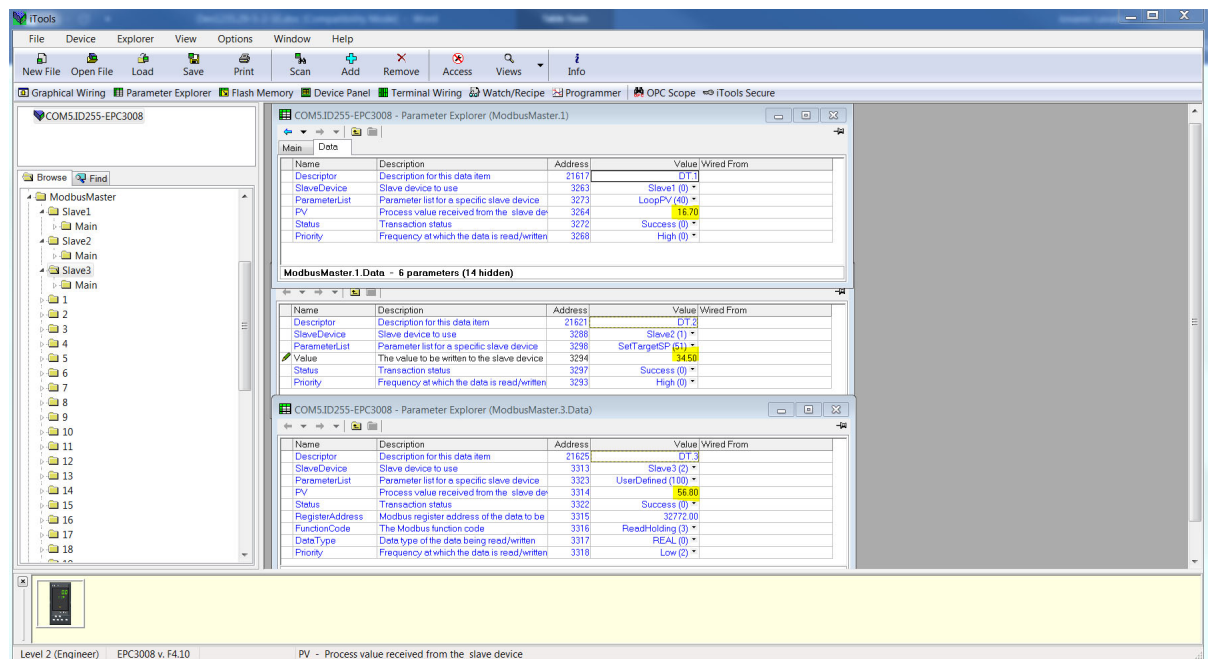 iTools
File Device Explorer View Options Window Help
New File Open File Load Save Print Scan Add Remove Access Views Info
Graphical Wiring Parameter Explorer Flash Memory Device Panel Terminal Wiring Watch/Recipe Programmer OPC Scope iTools Secure
COM5.ID255-EPC3008
Browse Find
ModbusMaster
Slave1
Main
Slave2
Main
Slave3
Main
1
2
3
4
5
6
7
8
9
10
11
12
13
14
15
16
17
18
COM5.ID255-EPC3008 - Parameter Explorer (ModbusMaster.1)
Main Data
Name Description Address Value Wired From
Descriptor Description for this data item 21617 DT.1
SlaveDevice Slave device to use 3263 Slave1 (0)
ParameterList Parameter list for a specific slave device 3273 LoopPV (40)
PV Process value received from the slave de 3264 16.70
Status Transaction status 3272 Success (0)
Priority Frequency at which the data is read/written 3268 High (0)
ModbusMaster.1.Data - 6 parameters (14 hidden)
Name Description Address Value Wired From
Descriptor Description for this data item 21621 DT.2
SlaveDevice Slave device to use 3288 Slave2 (1)
ParameterList Parameter list for a specific slave device 3298 SetTargetSP (51)
Value The value to be written to the slave device 3294 34.50
Status Transaction status 3297 Success (0)
Priority Frequency at which the data is read/written 3293 High (0)
COM5.ID255-EPC3008 - Parameter Explorer (ModbusMaster.3.Data)
Name Description Address Value Wired From
Descriptor Description for this data item 21625 DT.3
SlaveDevice Slave device to use 3313 Slave3 (2)
ParameterList Parameter list for a specific slave device 3323 UserDefined (100)
PV Process value received from the slave de 3314 56.80
Status Transaction status 3322 Success (0)
RegisterAddress Modbus register address of the data to be 3315 32772.00
FunctionCode The Modbus function code 3316 ReadHolding (3)
DataType Data type of the data being read/written 3317 REAL (0)
Priority Frequency at which the data is read/written 3318 Low (2)
Level 2 (Engineer) EPC3008 v. F4.10 PV - Process value received from the slave device